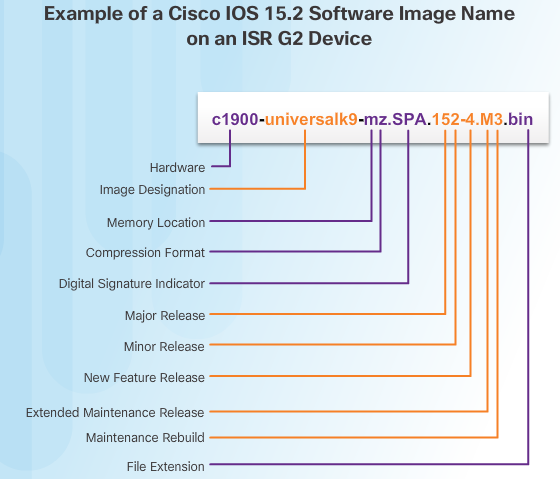 Example of a Cisco IOS 15.2 Software Image Name
on an ISR G2 Device
c1900-universalk9-mz.SPA.152-4.M3.bin
Hardware
Image Designation
Memory Location
Compression Format
Digital Signature Indicator
Major Release
Minor Release
New Feature Release
Extended Maintenance Release
Maintenance Rebuild
File Extension